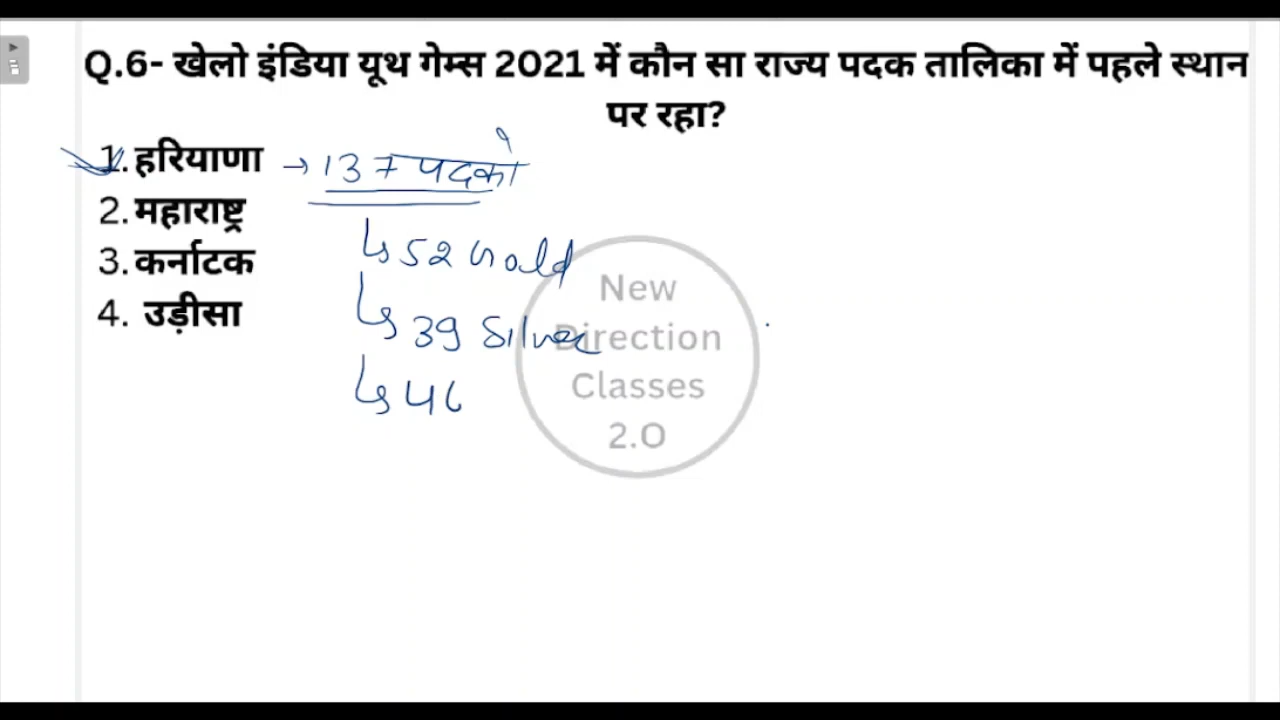 Q.6- खेलो इंडिया यूथ गेम्स 2021 में कौन सा राज्य पदक तालिका में पहले स्थान
पर रहा?
1. हरियाणा → 137 पदको
2. महाराष्ट्र
3. कर्नाटक
4. उड़ीसा
52 Gold
39 Silver
46
New
Direction
Classes
2.O